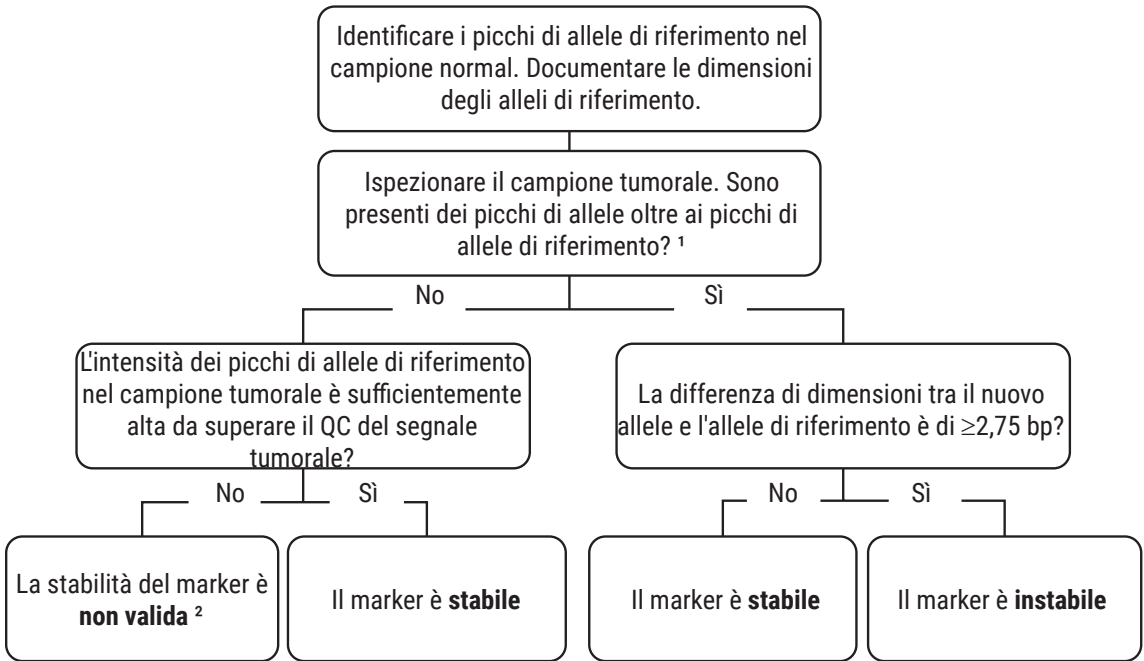 Identificare i picchi di allele di riferimento nel
campione normal. Documentare le dimensioni
degli alleli di riferimento.
Ispezionare il campione tumorale. Sono
presenti dei picchi di allele oltre ai picchi di
allele di riferimento? ¹
No
Sì
L'intensità dei picchi di allele di riferimento
nel campione tumorale è sufficientemente
alta da superare il QC del segnale
tumorale?
La differenza di dimensioni tra il nuovo
allele e l'allele di riferimento è di ≥2,75 bp?
No
Sì
No
Sì
La stabilità del marker è
non valida ²
Il marker è stabile
Il marker è stabile
Il marker è instabile